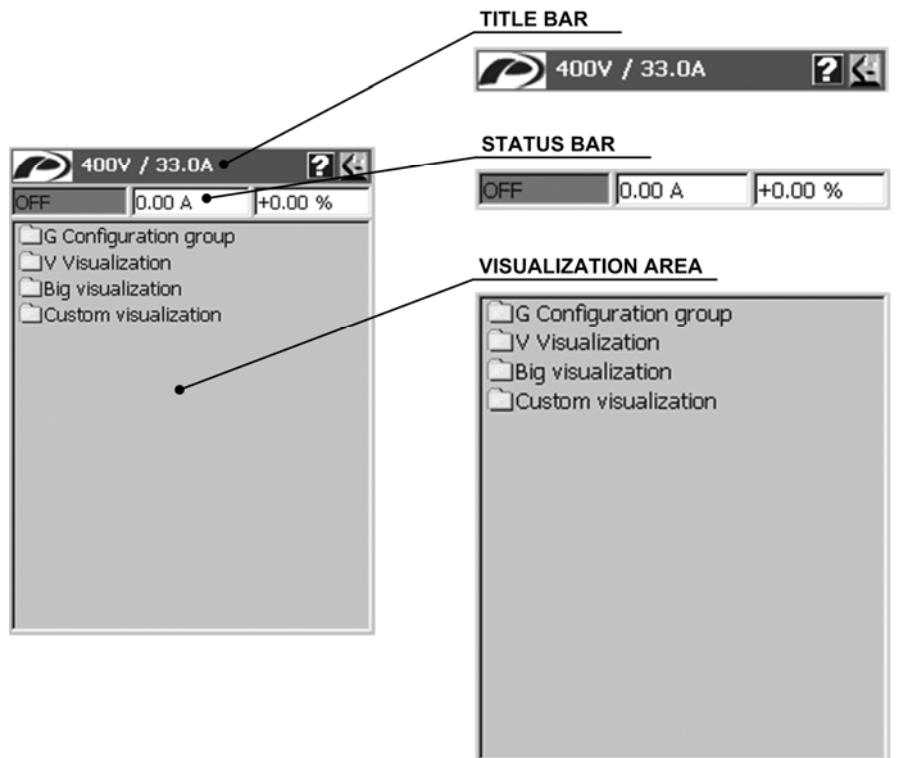 TITLE BAR
400V / 33.0A ?
STATUS BAR
OFF 0.00 A +0.00 %
VISUALIZATION AREA
G Configuration group
V Visualization
Big visualization
Custom visualization
400V / 33.0A ?
OFF 0.00 A +0.00 %
G Configuration group
V Visualization
Big visualization
Custom visualization